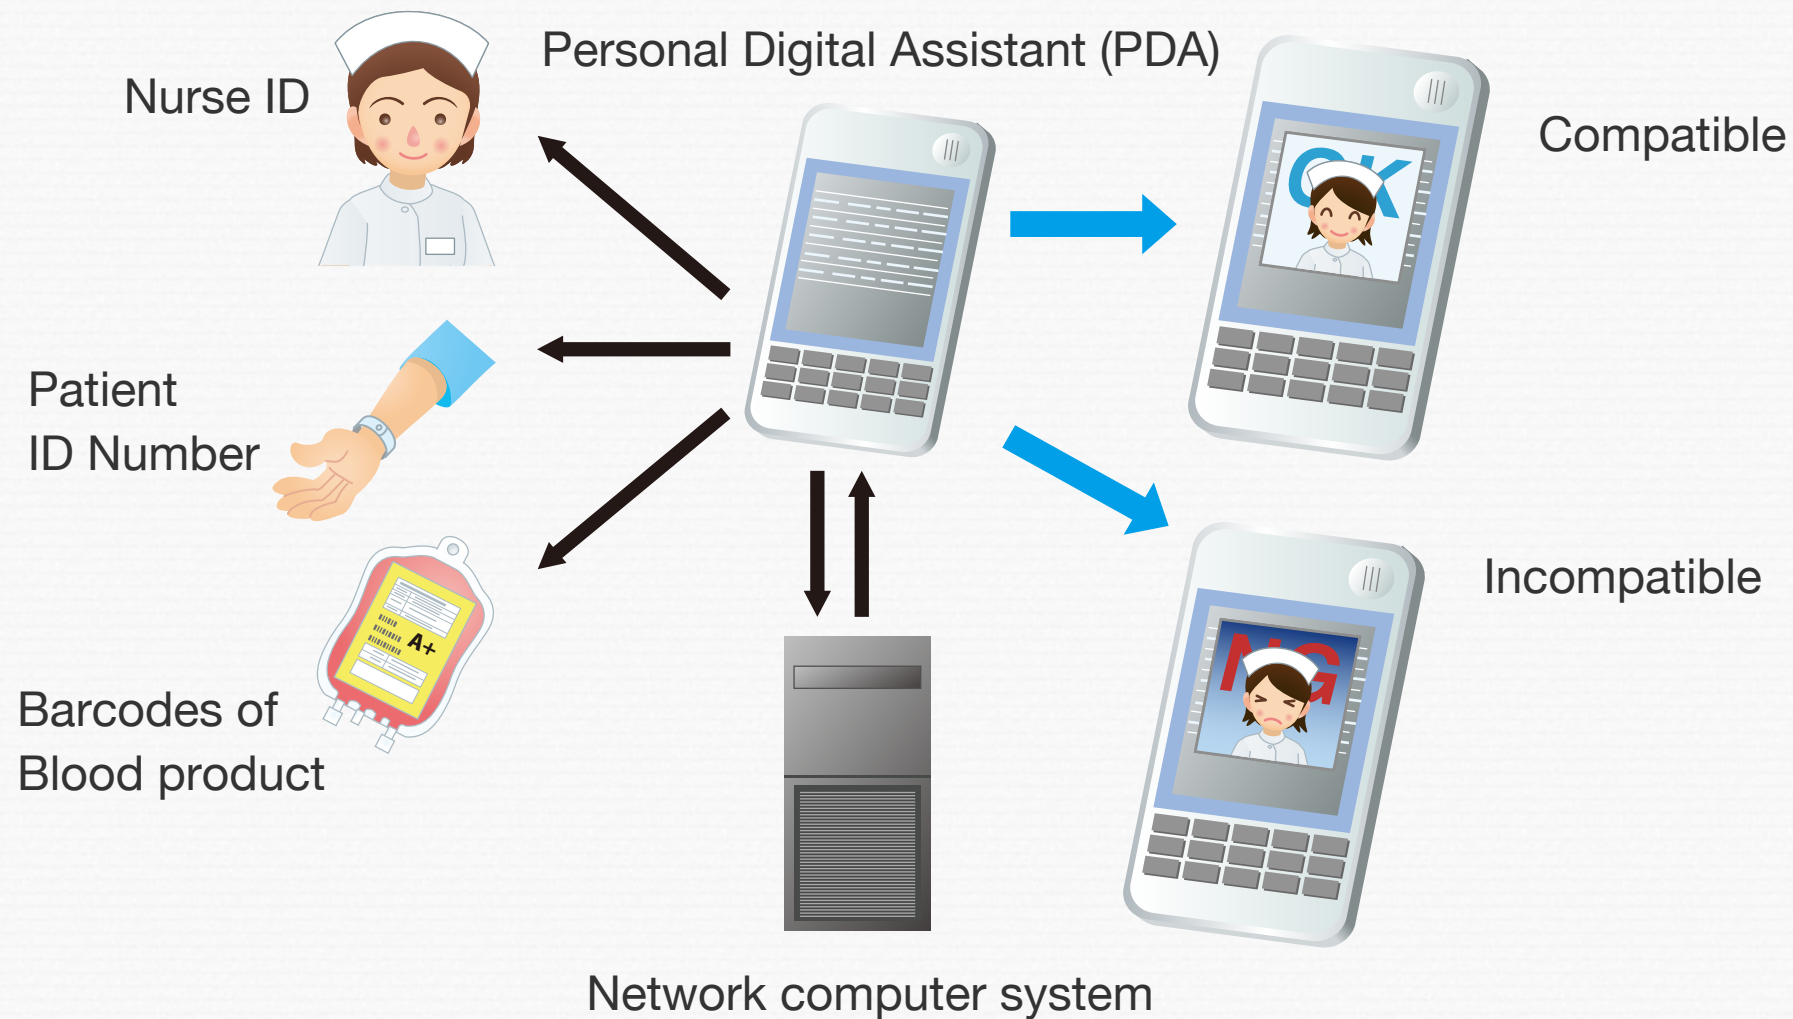 Personal Digital Assistant (PDA)
Nurse ID
Compatible
OK
Patient
ID Number
A+
Incompatible
NG
Barcodes of
Blood product
Network computer system